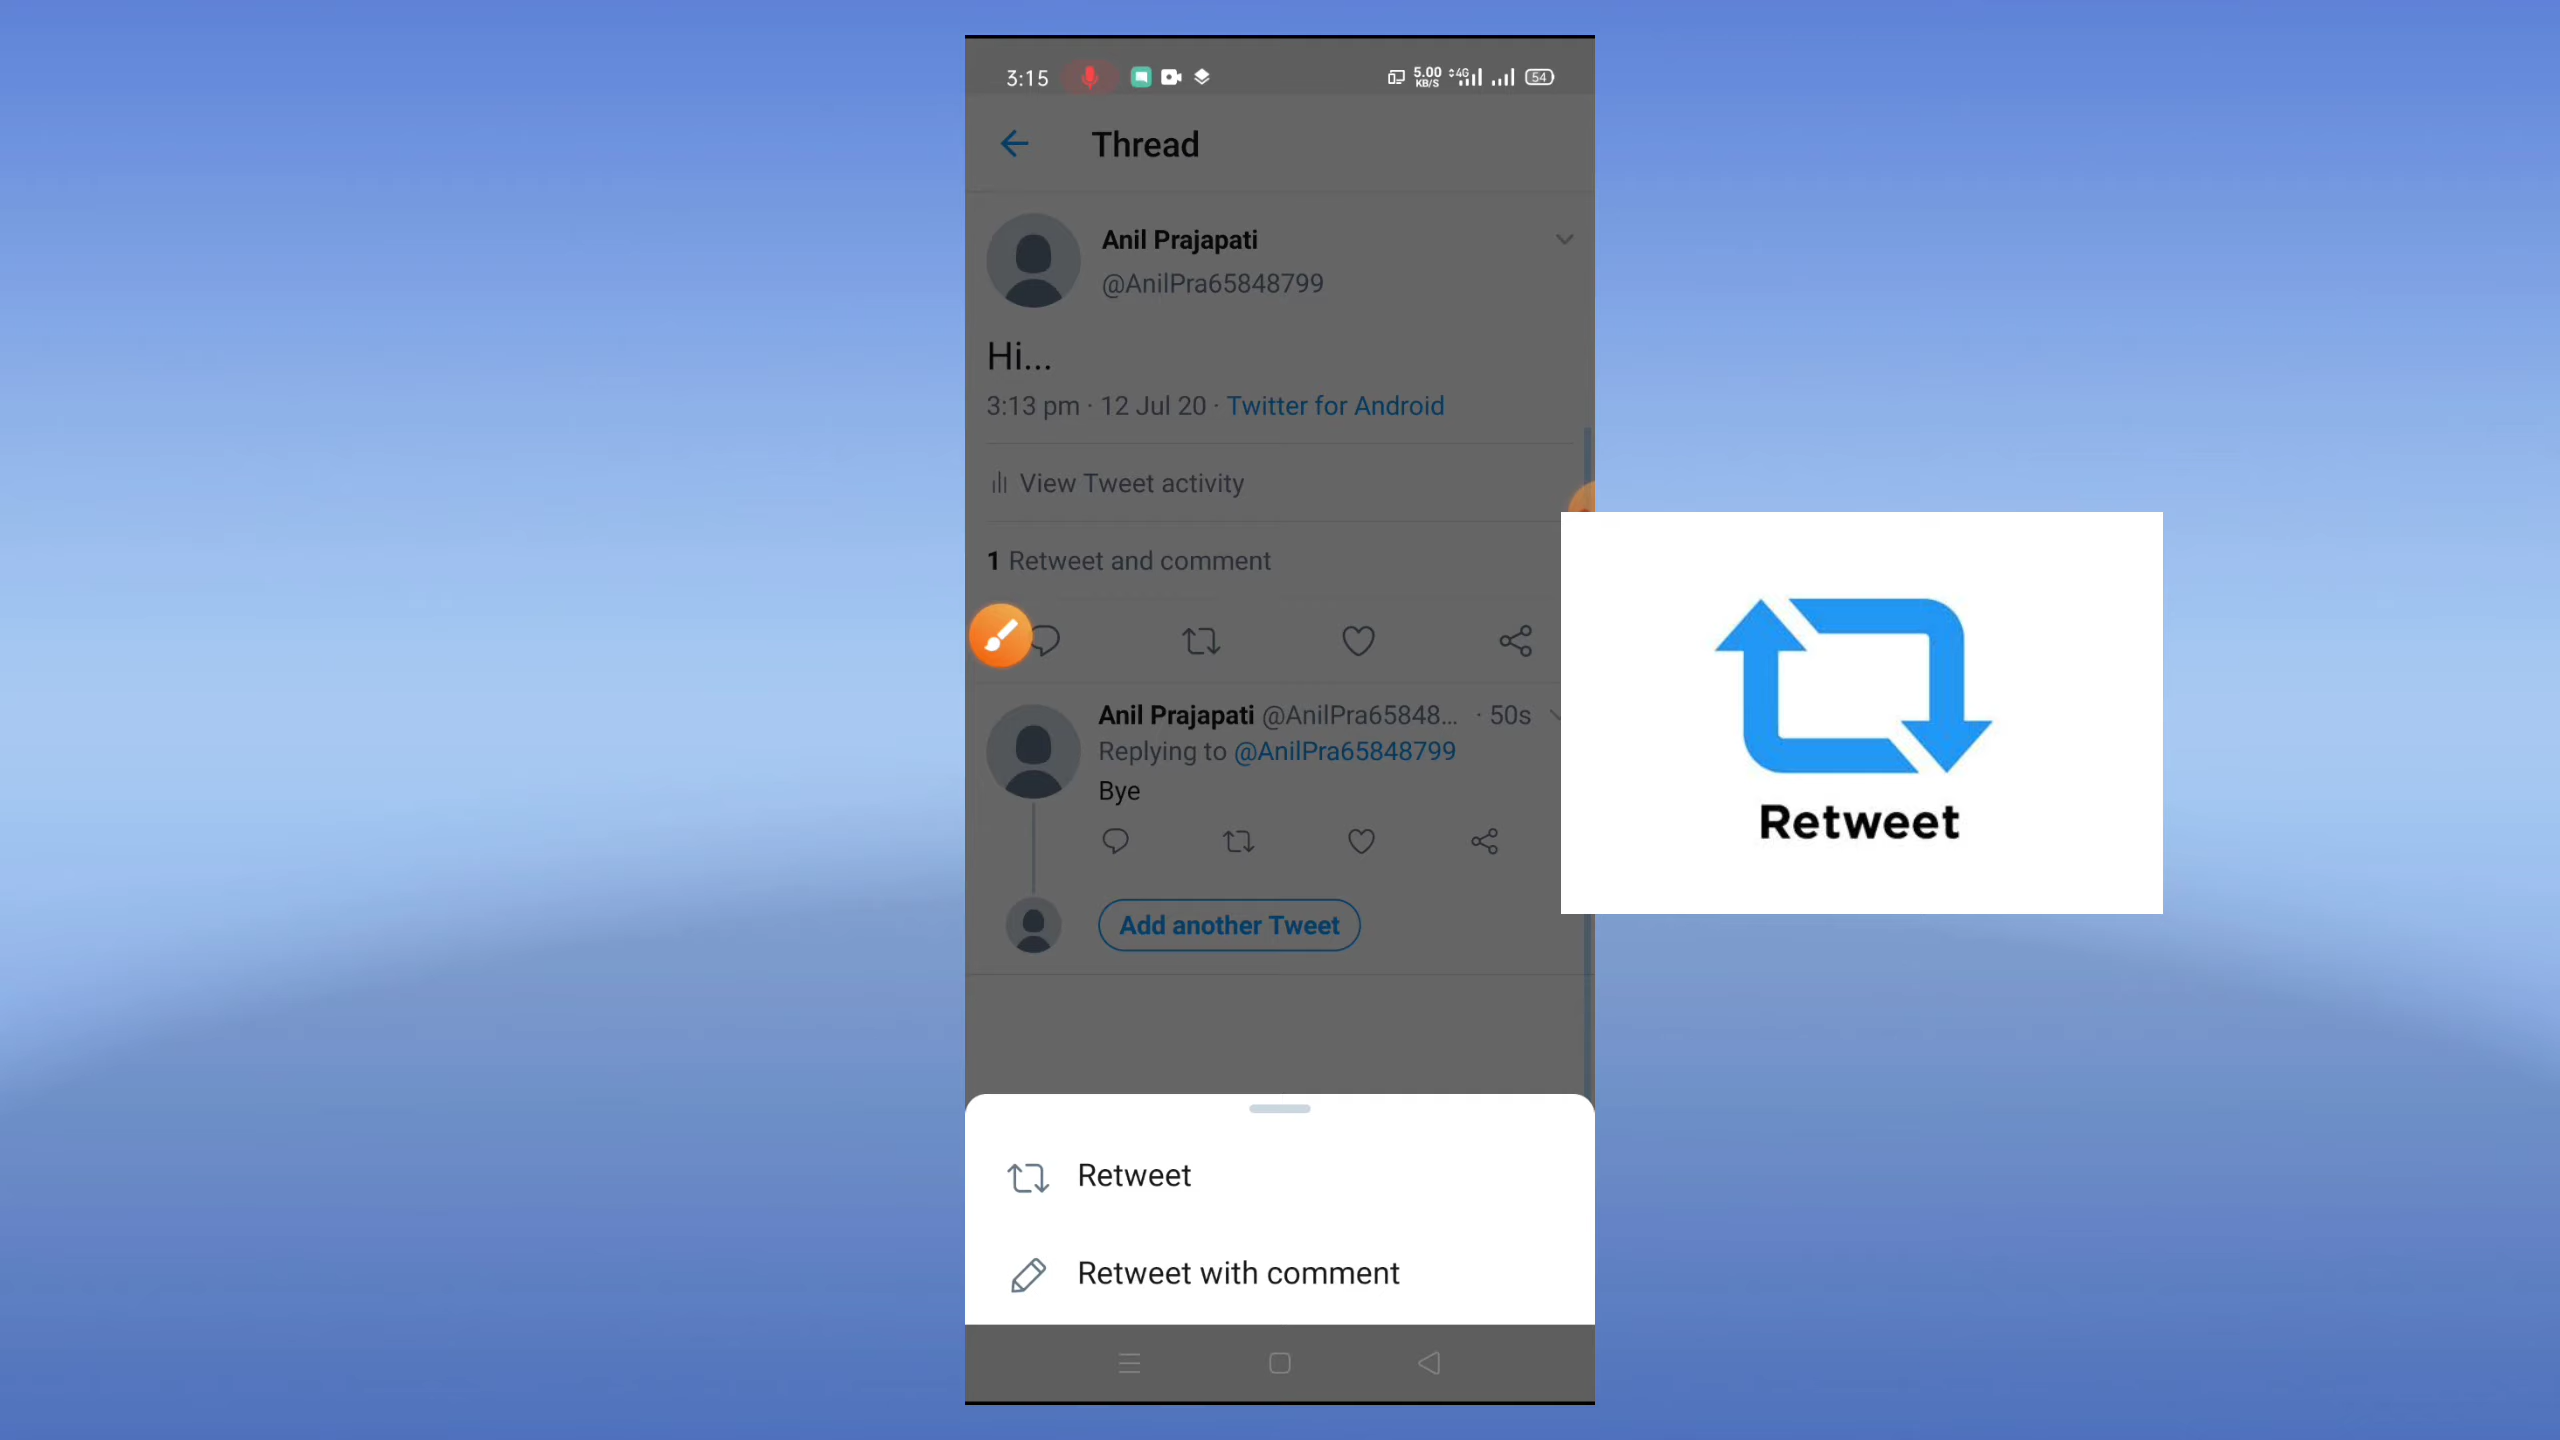 3:15
5.00
KB/S
4G
54
Thread
Anil Prajapati
@AnilPra65848799
Hi...
3:13 pm · 12 Jul 20 · Twitter for Android
View Tweet activity
1 Retweet and comment
Anil Prajapati @AnilPra65848... · 50s
Replying to @AnilPra65848799
Bye
Add another Tweet
Retweet
Retweet
Retweet with comment